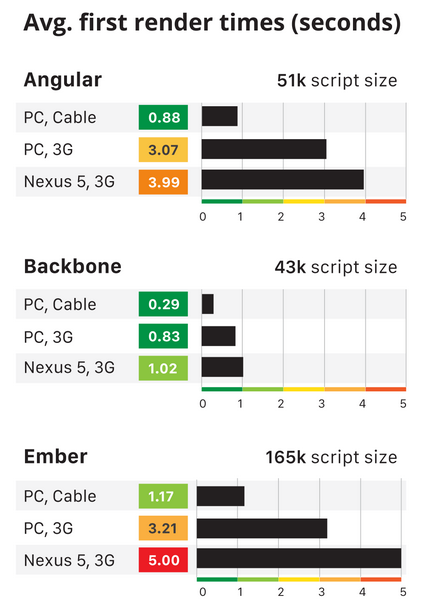 Avg. first render times (seconds)
Angular 51k script size
PC, Cable 0.88
PC, 3G 3.07
Nexus 5, 3G 3.99
0 1 2 3 4 5
Backbone 43k script size
PC, Cable 0.29
PC, 3G 0.83
Nexus 5, 3G 1.02
0 1 2 3 4 5
Ember 165k script size
PC, Cable 1.17
PC, 3G 3.21
Nexus 5, 3G 5.00
0 1 2 3 4 5